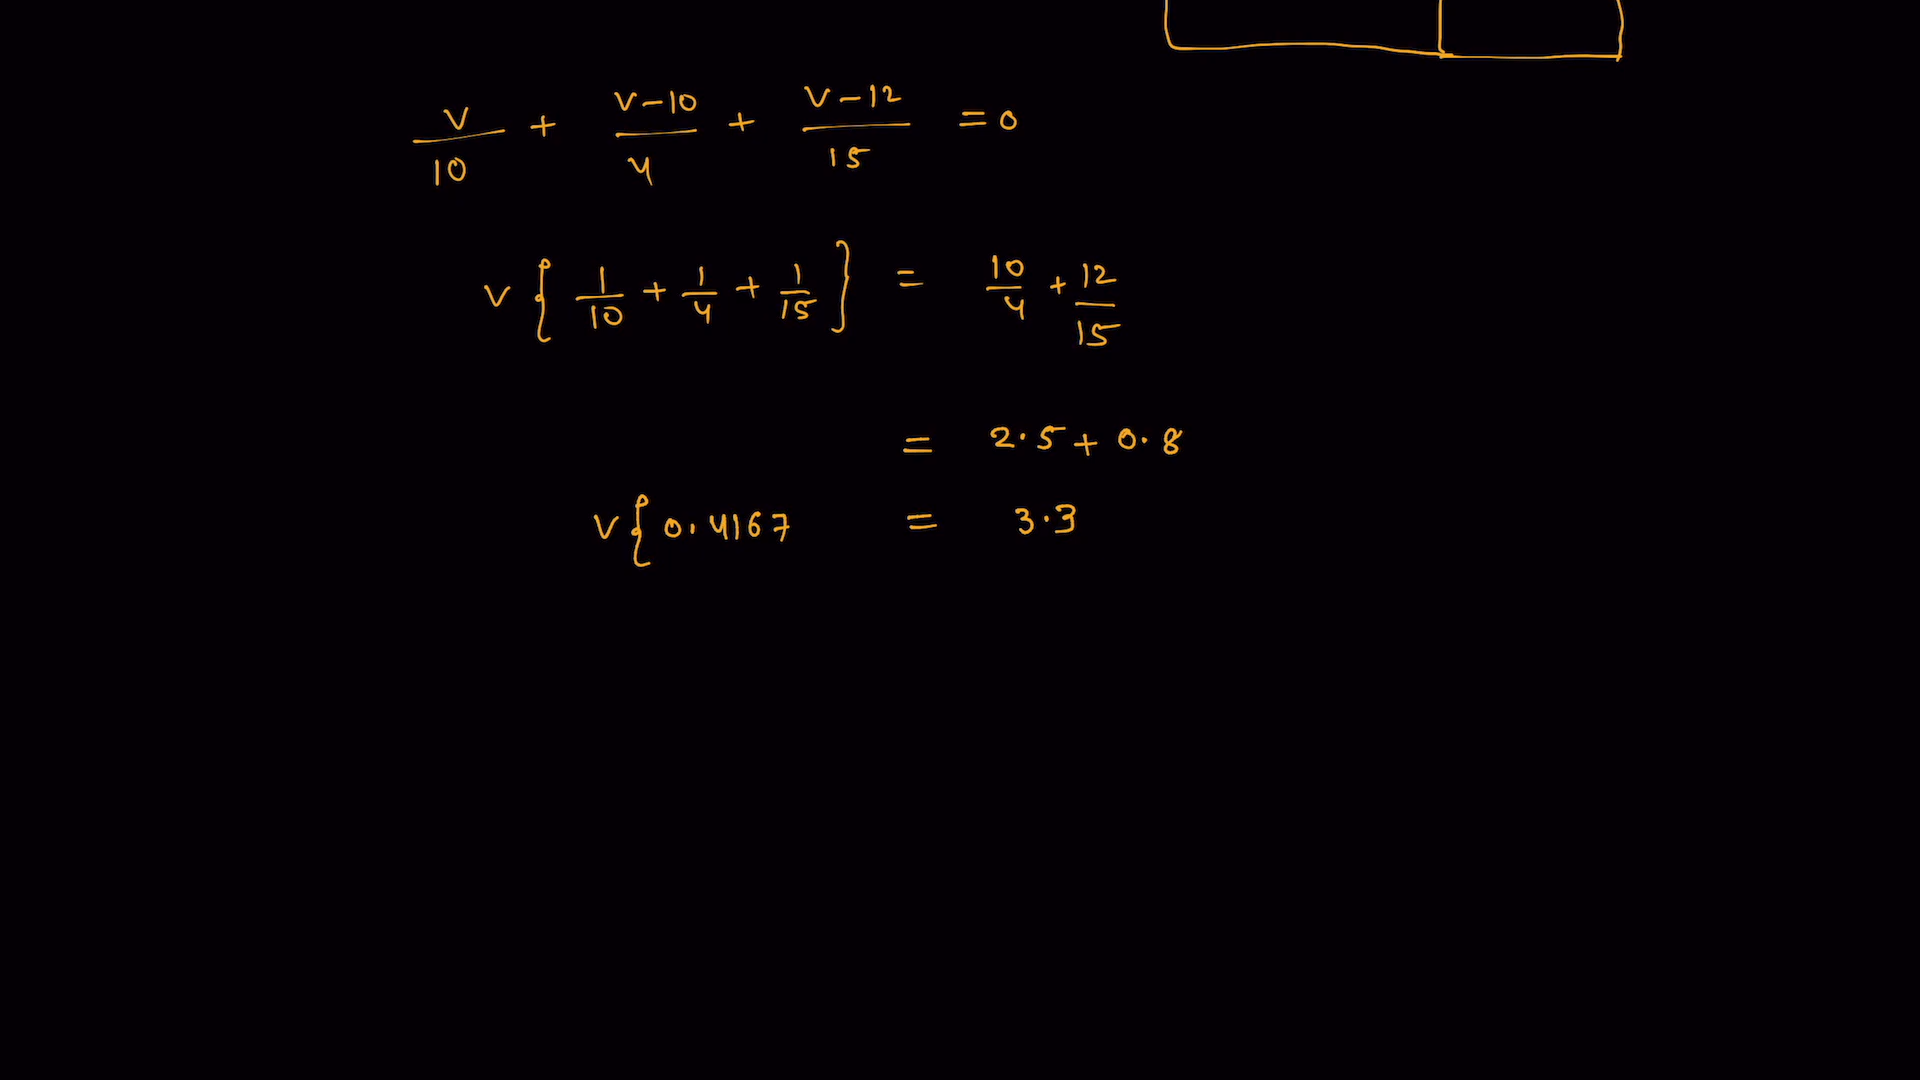 v/10 + v-10/4 + v-12/15 = 0
v { 1/10 + 1/4 + 1/15 } = 10/4 + 12/15
= 2.5 + 0.8
v { 0.4167 = 3.3